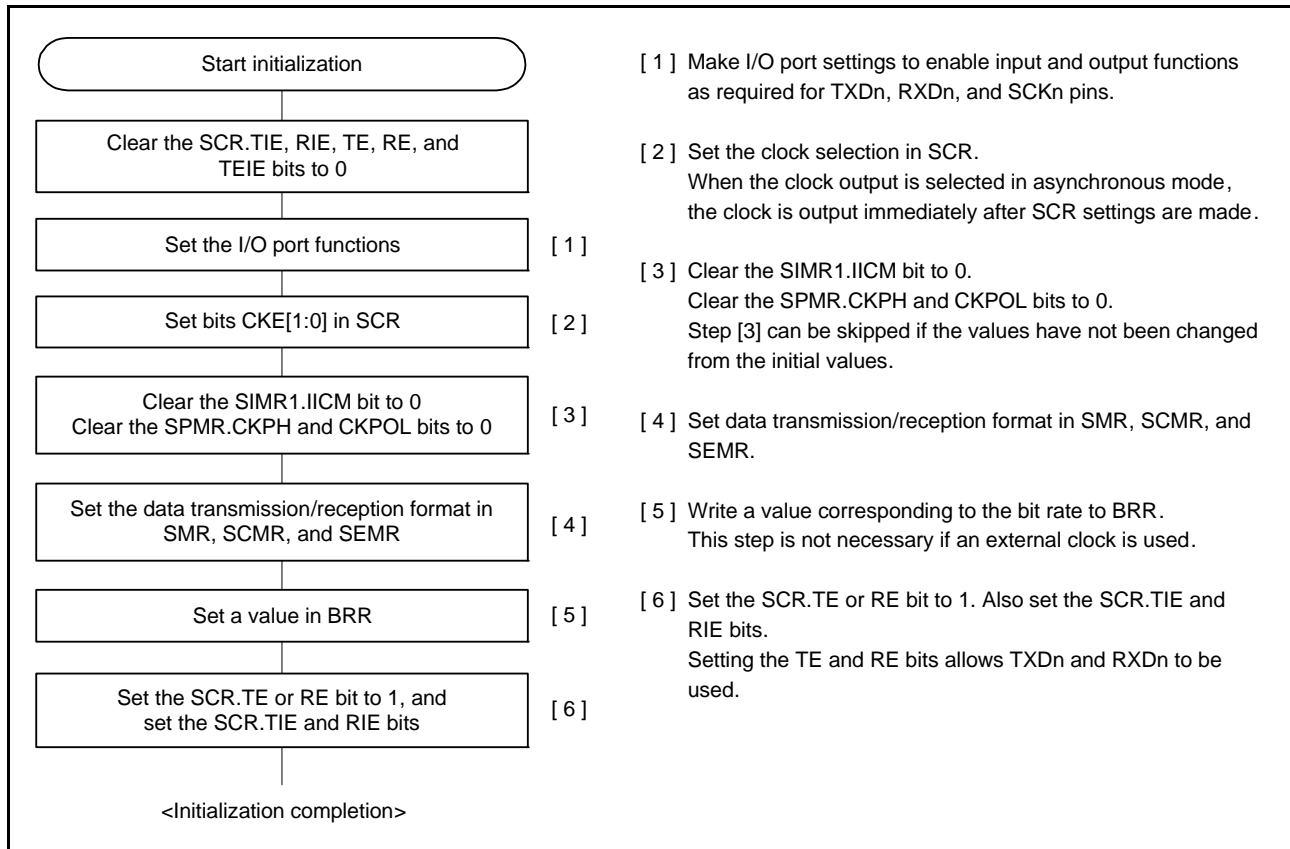 Start initialization
Clear the SCR.TIE, RIE, TE, RE, and
TEIE bits to 0
Set the I/O port functions
[ 1 ]
Set bits CKE[1:0] in SCR
[ 2 ]
Clear the SIMR1.IICM bit to 0
Clear the SPMR.CKPH and CKPOL bits to 0
[ 3 ]
Set the data transmission/reception format in
SMR, SCMR, and SEMR
[ 4 ]
Set a value in BRR
[ 5 ]
Set the SCR.TE or RE bit to 1, and
set the SCR.TIE and RIE bits
[ 6 ]
<Initialization completion>
[ 1 ] Make I/O port settings to enable input and output functions
as required for TXDn, RXDn, and SCKn pins.
[ 2 ] Set the clock selection in SCR.
When the clock output is selected in asynchronous mode,
the clock is output immediately after SCR settings are made.
[ 3 ] Clear the SIMR1.IICM bit to 0.
Clear the SPMR.CKPH and CKPOL bits to 0.
Step [3] can be skipped if the values have not been changed
from the initial values.
[ 4 ] Set data transmission/reception format in SMR, SCMR, and
SEMR.
[ 5 ] Write a value corresponding to the bit rate to BRR.
This step is not necessary if an external clock is used.
[ 6 ] Set the SCR.TE or RE bit to 1. Also set the SCR.TIE and
RIE bits.
Setting the TE and RE bits allows TXDn and RXDn to be
used.